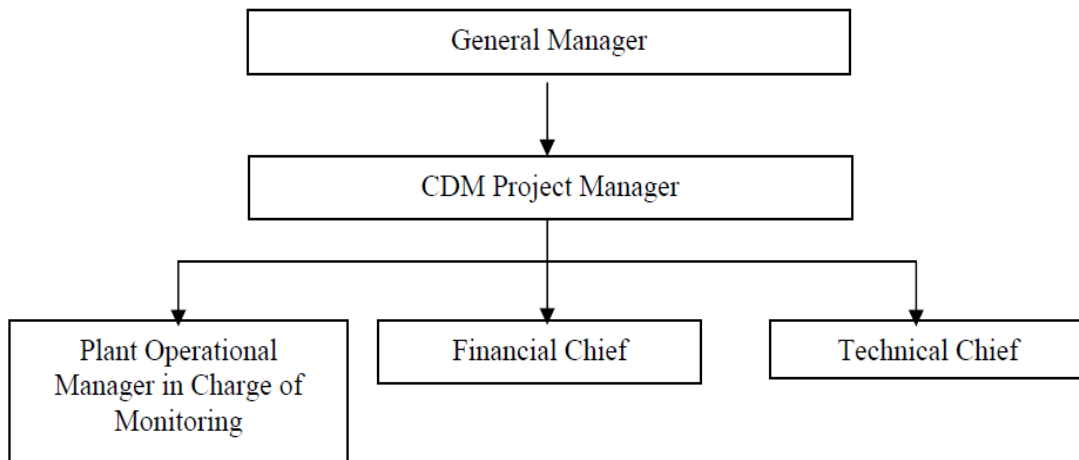 General Manager
CDM Project Manager
Plant Operational
Manager in Charge of
Monitoring
Financial Chief
Technical Chief